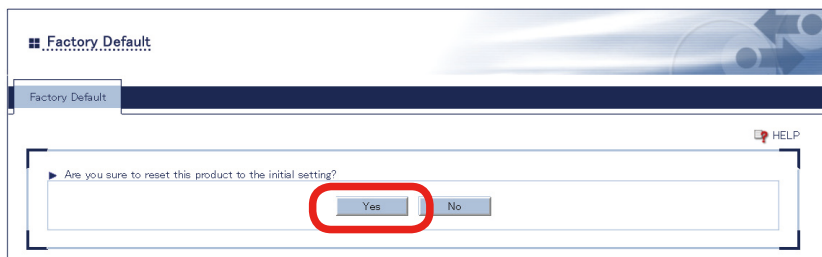 Factory Default
Factory Default
HELP
Are you sure to reset this product to the initial setting?
Yes No